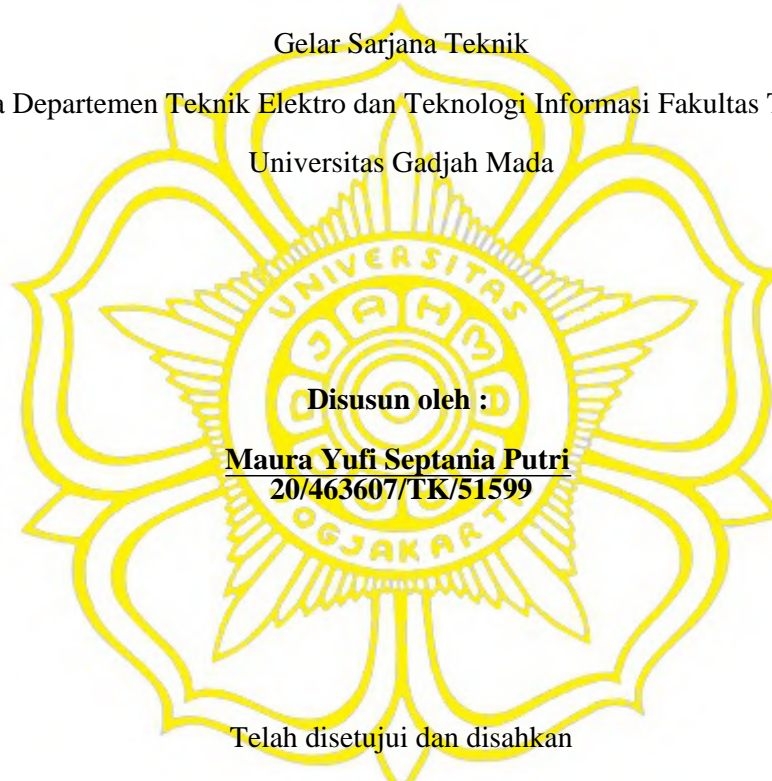 Gelar Sarjana Teknik
Departemen Teknik Elektro dan Teknologi Informasi Fakultas
Universitas Gadjah Mada
UNIVERSITAS
Disusun oleh :
Maura Yufi Septania Putri
20/463607/TK/51599
Telah disetujui dan disahkan